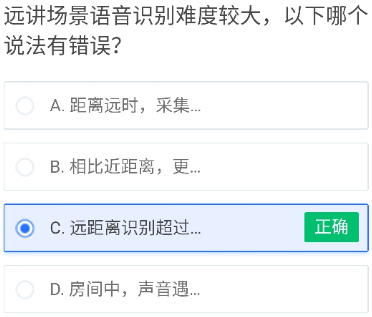 远讲场景语音识别难度较大，以下哪个
说法有错误？
A. 距离远时，采集...
B. 相比近距离，更...
C. 远距离识别超过...
正确
D. 房间中，声音遇...